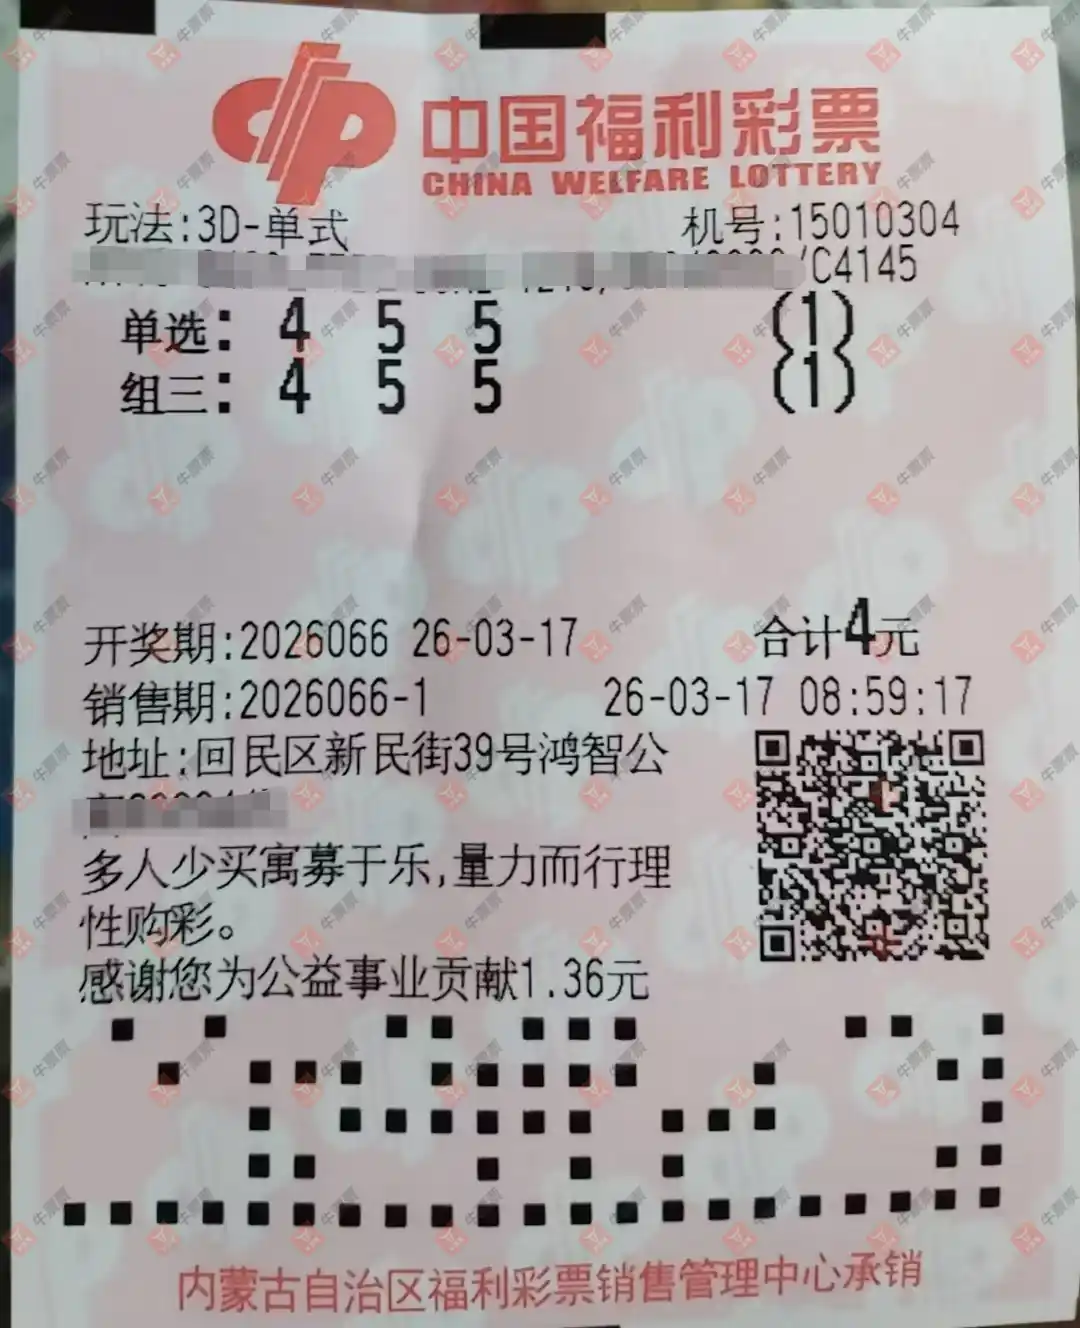 中国福利彩票
CHINA WELFARE LOTTERY
玩法:3D-单式 机号:15010304
/C4145
单选: 4 5 5 (1)
组三: 4 5 5 (1)
开奖期:2026066 26-03-17 合计4元
销售期:2026066-1 26-03-17 08:59:17
地址:回民区新民街39号鸿智公
多人少买寓募于乐,量力而行理
性购彩。
感谢您为公益事业贡献1.36元
内蒙古自治区福利彩票销售管理中心承销
牛票票